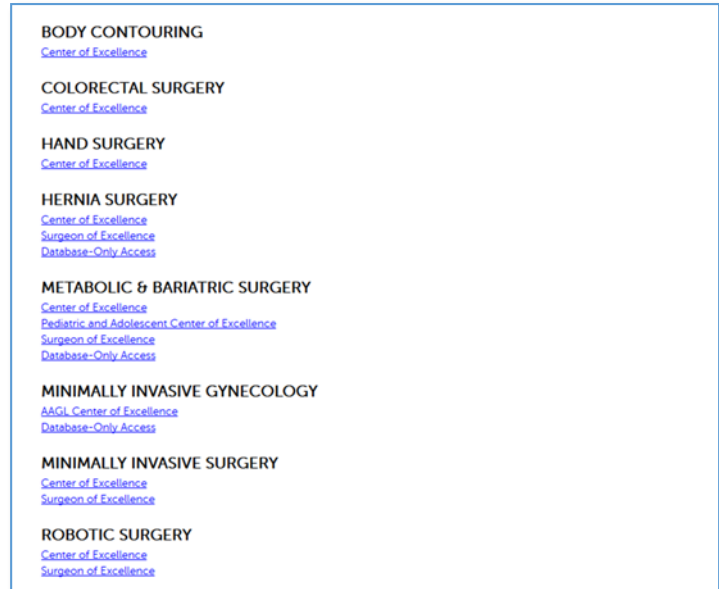 BODY CONTOURING
Center of Excellence
COLORECTAL SURGERY
Center of Excellence
HAND SURGERY
Center of Excellence
HERNIA SURGERY
Center of Excellence
Surgeon of Excellence
Database-Only Access
METABOLIC & BARIATRIC SURGERY
Center of Excellence
Pediatric and Adolescent Center of Excellence
Surgeon of Excellence
Database-Only Access
MINIMALLY INVASIVE GYNECOLOGY
AAGL Center of Excellence
Database-Only Access
MINIMALLY INVASIVE SURGERY
Center of Excellence
Surgeon of Excellence
ROBOTIC SURGERY
Center of Excellence
Surgeon of Excellence